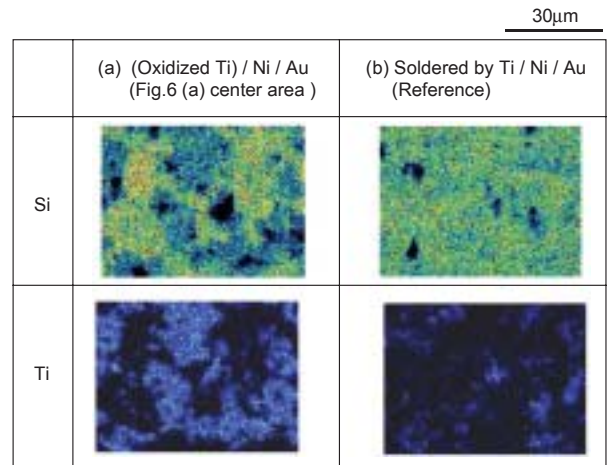 30μm
(a) (Oxidized Ti) / Ni / Au
(Fig.6 (a) center area )
(b) Soldered by Ti / Ni / Au
(Reference)
Si
Ti